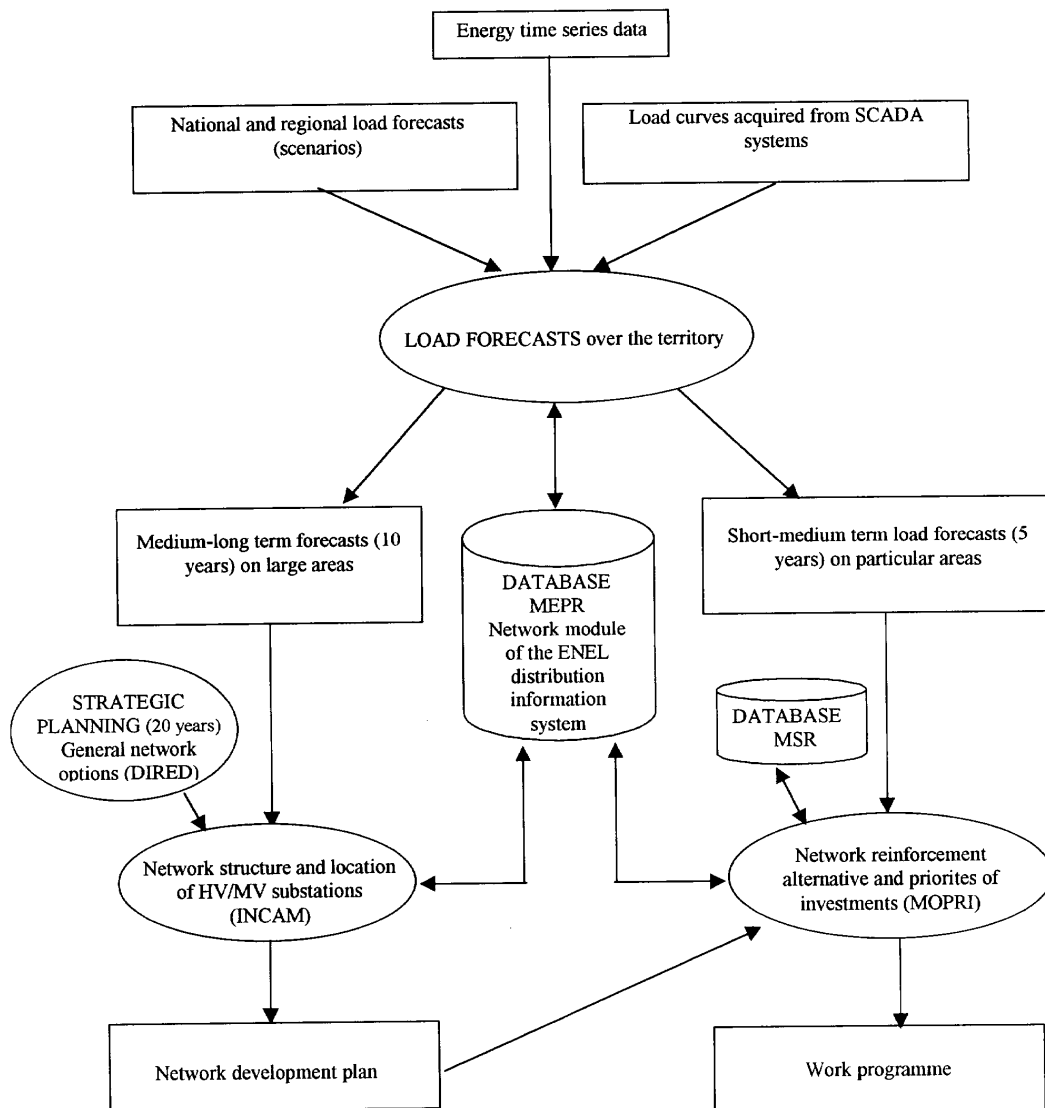 Energy time series data
National and regional load forecasts
(scenarios)
Load curves acquired from SCADA
systems
LOAD FORECASTS over the territory
Medium-long term forecasts (10
years) on large areas
DATABASE
MEPR
Network module
of the ENEL
distribution
information
system
Short-medium term load forecasts (5
years) on particular areas
STRATEGIC
PLANNING (20 years)
General network
options (DIRED)
DATABASE
MSR
Network structure and location
of HV/MV substations
(INCAM)
Network reinforcement
alternative and priorites of
investments (MOPRI)
Network development plan
Work programme